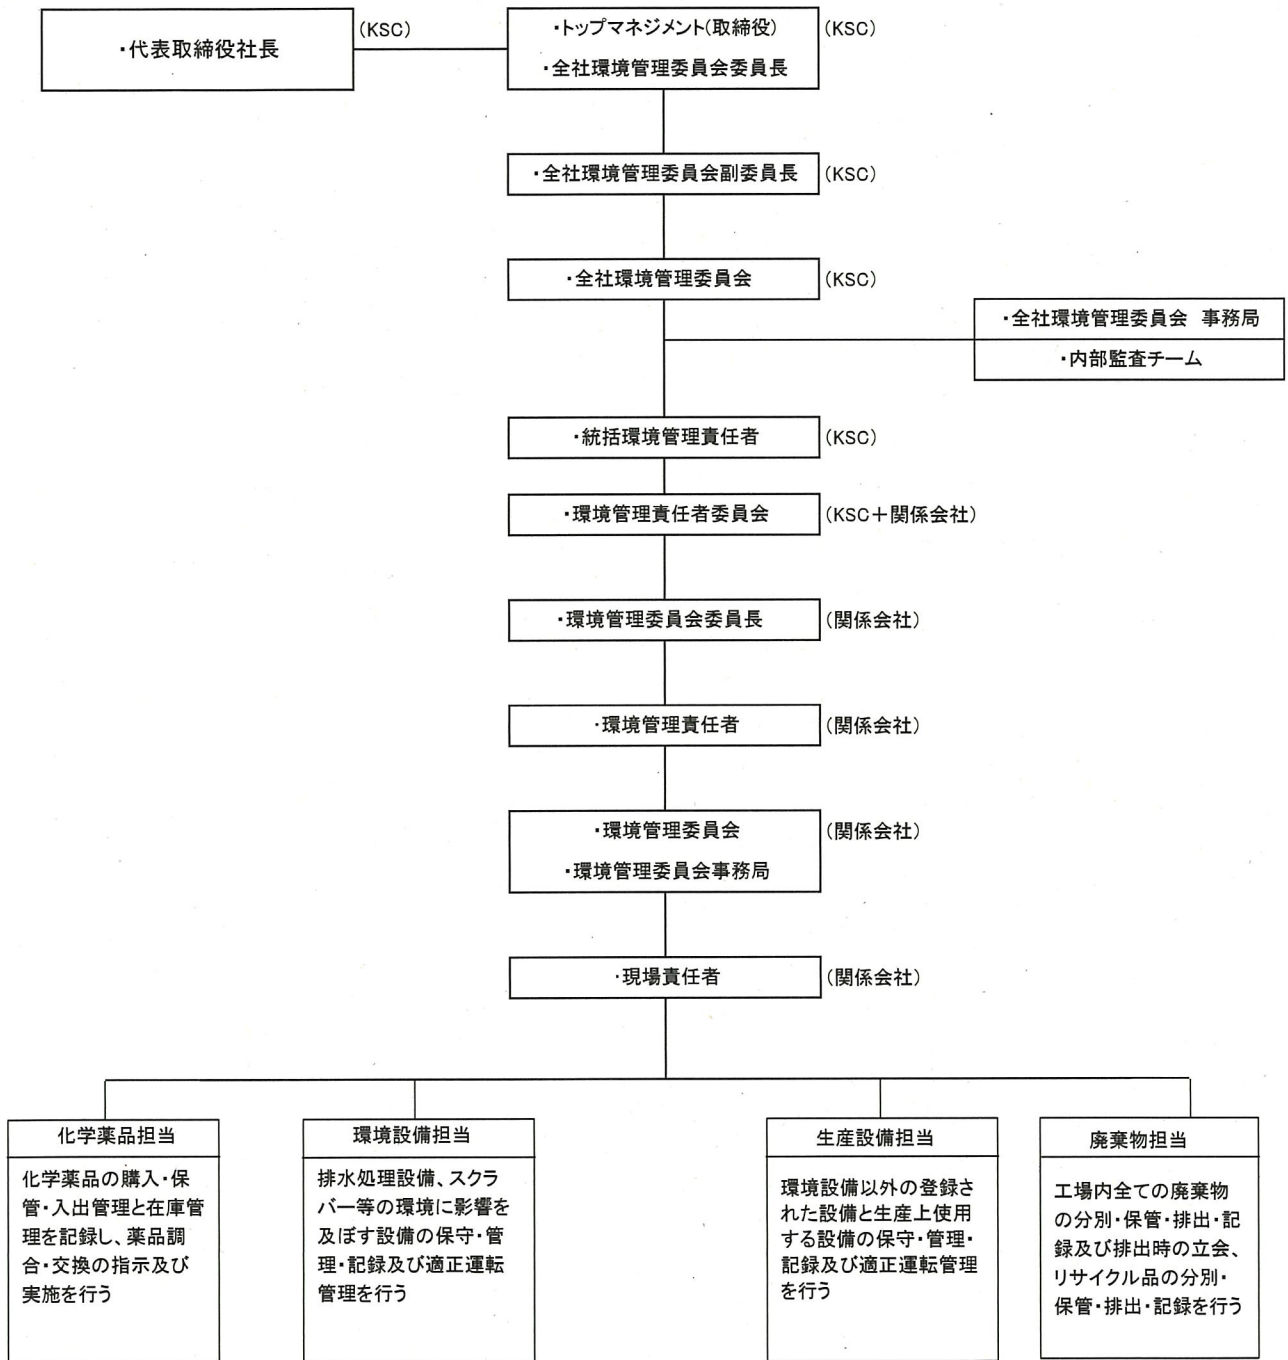 ・代表取締役社長
(KSC)
・トップマネジメント(取締役)
(KSC)
・全社環境管理委員会委員長
・全社環境管理委員会副委員長
(KSC)
・全社環境管理委員会
(KSC)
・全社環境管理委員会　事務局
・内部監査チーム
・統括環境管理責任者
(KSC)
・環境管理責任者委員会
(KSC＋関係会社)
・環境管理委員会委員長
(関係会社)
・環境管理責任者
(関係会社)
・環境管理委員会
(関係会社)
・環境管理委員会事務局
・現場責任者
(関係会社)
化学薬品担当
化学薬品の購入・保
管・入出管理と在庫管
理を記録し、薬品調
合・交換の指示及び
実施を行う
環境設備担当
排水処理設備、スクラ
バー等の環境に影響を
及ぼす設備の保守・管
理・記録及び適正運転
管理を行う
生産設備担当
環境設備以外の登録さ
れた設備と生産上使用
する設備の保守・管理・
記録及び適正運転管理
を行う
廃棄物担当
工場内全ての廃棄物
の分別・保管・排出・記
録及び排出時の立会、
リサイクル品の分別・
保管・排出・記録を行う